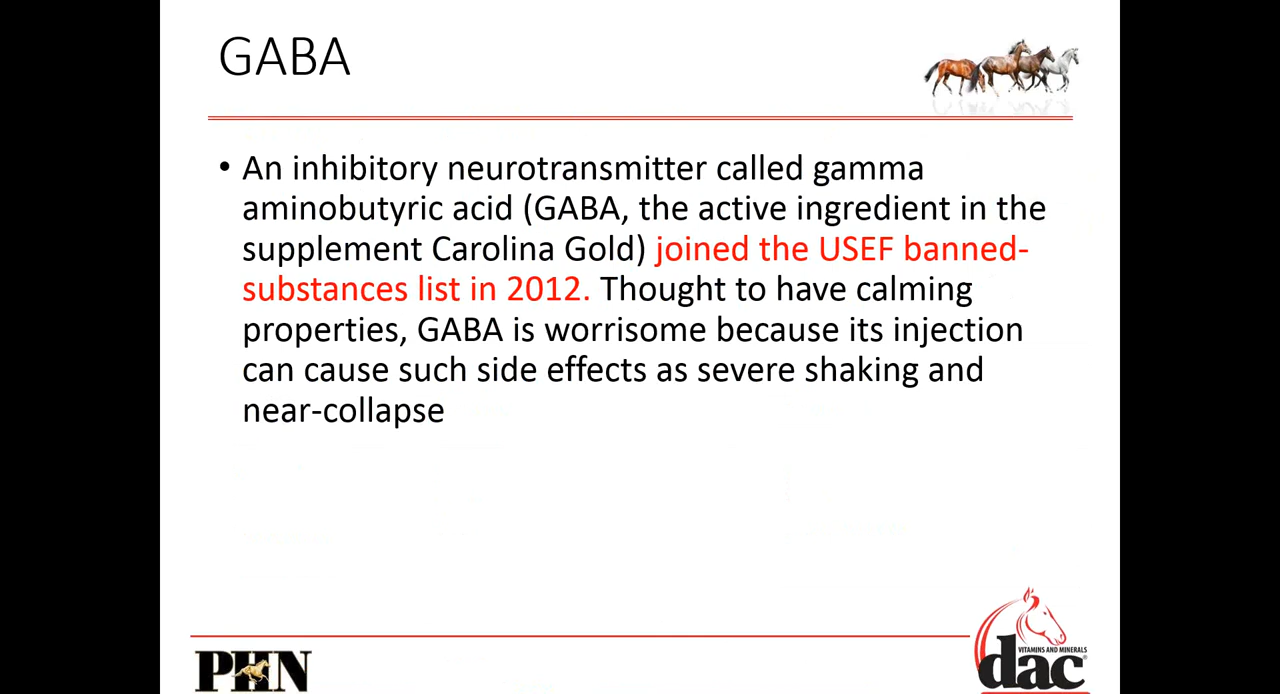 GABA
• An inhibitory neurotransmitter called gamma
aminobutyric acid (GABA, the active ingredient in the
supplement Carolina Gold) joined the USEF banned-
substances list in 2012. Thought to have calming
properties, GABA is worrisome because its injection
can cause such side effects as severe shaking and
near-collapse
PHN
VITAMINS AND MINERALS
dac®